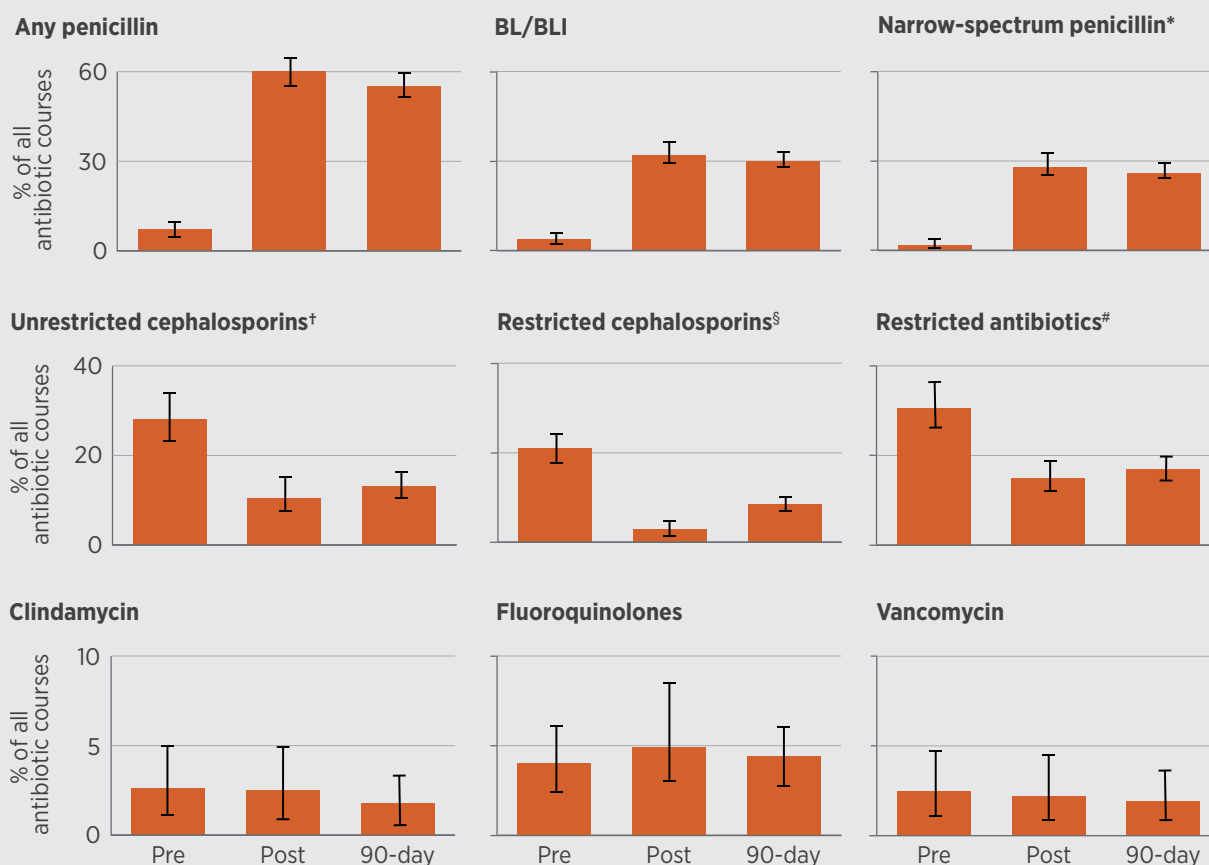 Any penicillin
BL/BLI
Narrow-spectrum penicillin*
% of all
antibiotic courses
60
30
0
Unrestricted cephalosporins†
Restricted cephalosporins§
Restricted antibiotics#
% of all
antibiotic courses
40
20
0
Clindamycin
Fluoroquinolones
Vancomycin
% of all
antibiotic courses
10
5
0
Pre Post 90-day
Pre Post 90-day
Pre Post 90-day